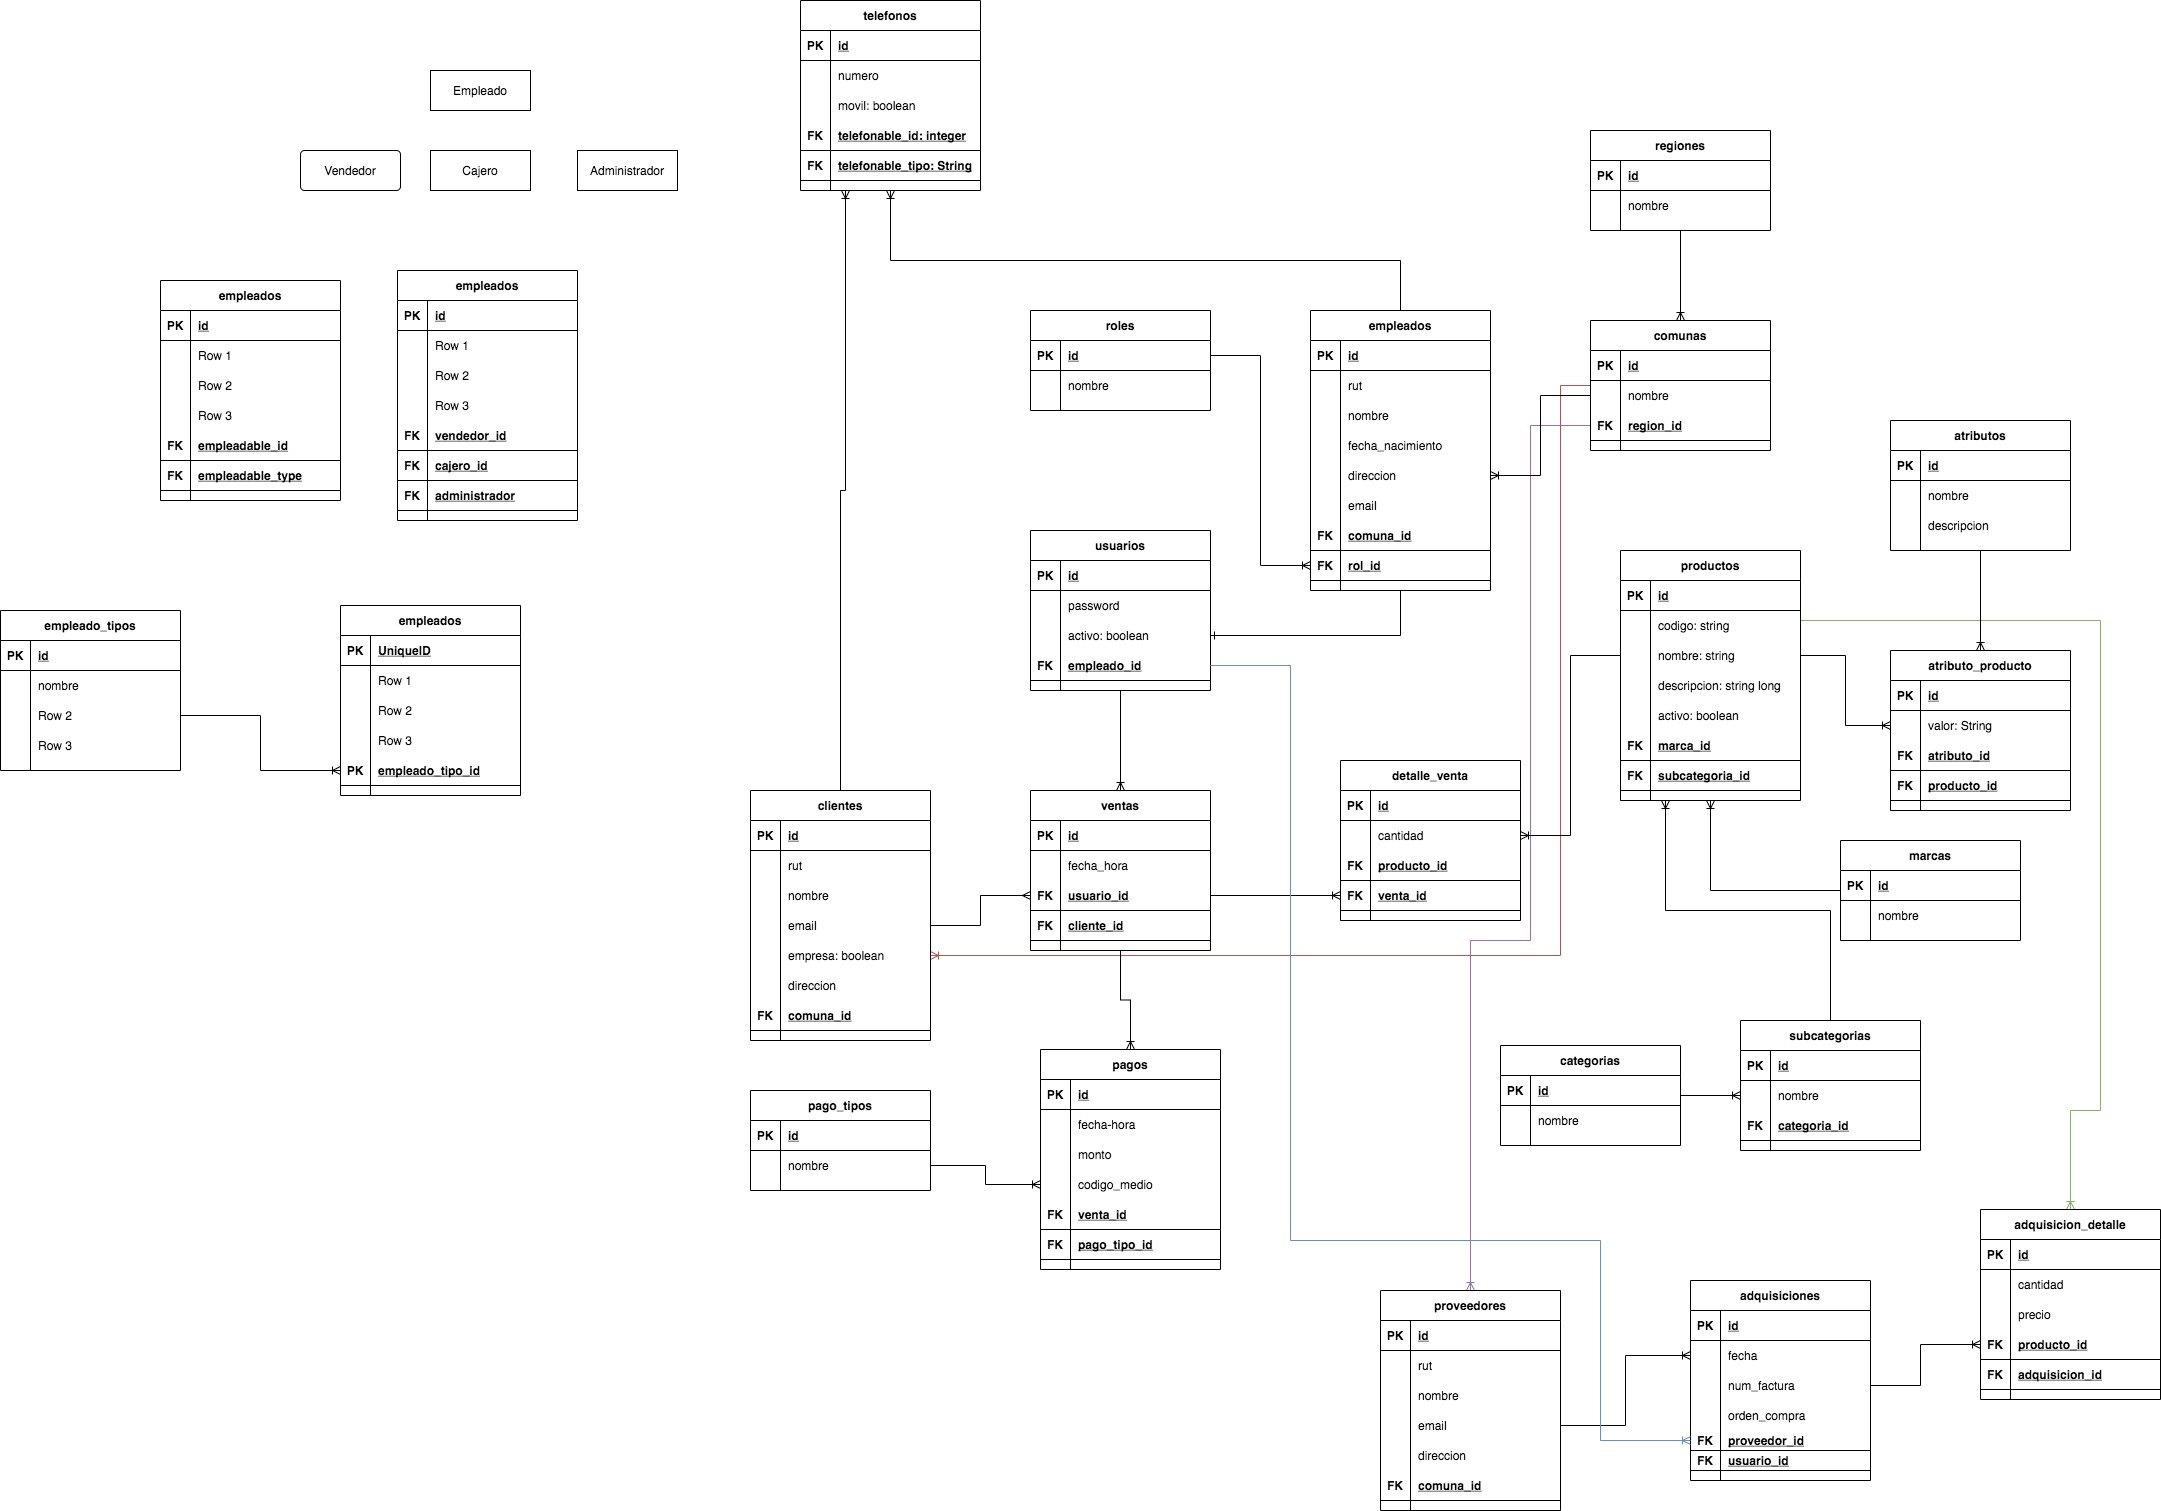 telefonos
PK id
numero
movil: boolean
FK telefonable_id: integer
FK telefonable_tipo: String
Empleado
Vendedor
Cajero
Administrador
regiones
PK id
nombre
empleados
PK id
Row 1
Row 2
Row 3
FK empleadable_id
FK empleadable_type
empleados
PK id
Row 1
Row 2
Row 3
FK vendedor_id
FK cajero_id
FK administrador
roles
PK id
nombre
empleados
PK id
rut
nombre
fecha_nacimiento
direccion
email
FK comuna_id
FK rol_id
comunas
PK id
nombre
FK region_id
atributos
PK id
nombre
descripcion
usuarios
PK id
password
activo: boolean
FK empleado_id
productos
PK id
codigo: string
nombre: string
descripcion: string long
activo: boolean
FK marca_id
FK subcategoria_id
atributo_producto
PK id
valor: String
FK atributo_id
FK producto_id
empleado_tipos
PK id
nombre
Row 2
Row 3
empleados
PK UniqueID
Row 1
Row 2
Row 3
PK empleado_tipo_id
clientes
PK id
rut
nombre
email
empresa: boolean
direccion
FK comuna_id
ventas
PK id
fecha_hora
FK usuario_id
FK cliente_id
detalle_venta
PK id
cantidad
FK producto_id
FK venta_id
marcas
PK id
nombre
pago_tipos
PK id
nombre
pagos
PK id
fecha-hora
monto
codigo_medio
FK venta_id
FK pago_tipo_id
categorias
PK id
nombre
subcategorias
PK id
nombre
FK categoria_id
proveedores
PK id
rut
nombre
email
direccion
FK comuna_id
adquisiciones
PK id
fecha
num_factura
orden_compra
FK proveedor_id
FK usuario_id
adquisicion_detalle
PK id
cantidad
precio
FK producto_id
FK adquisicion_id